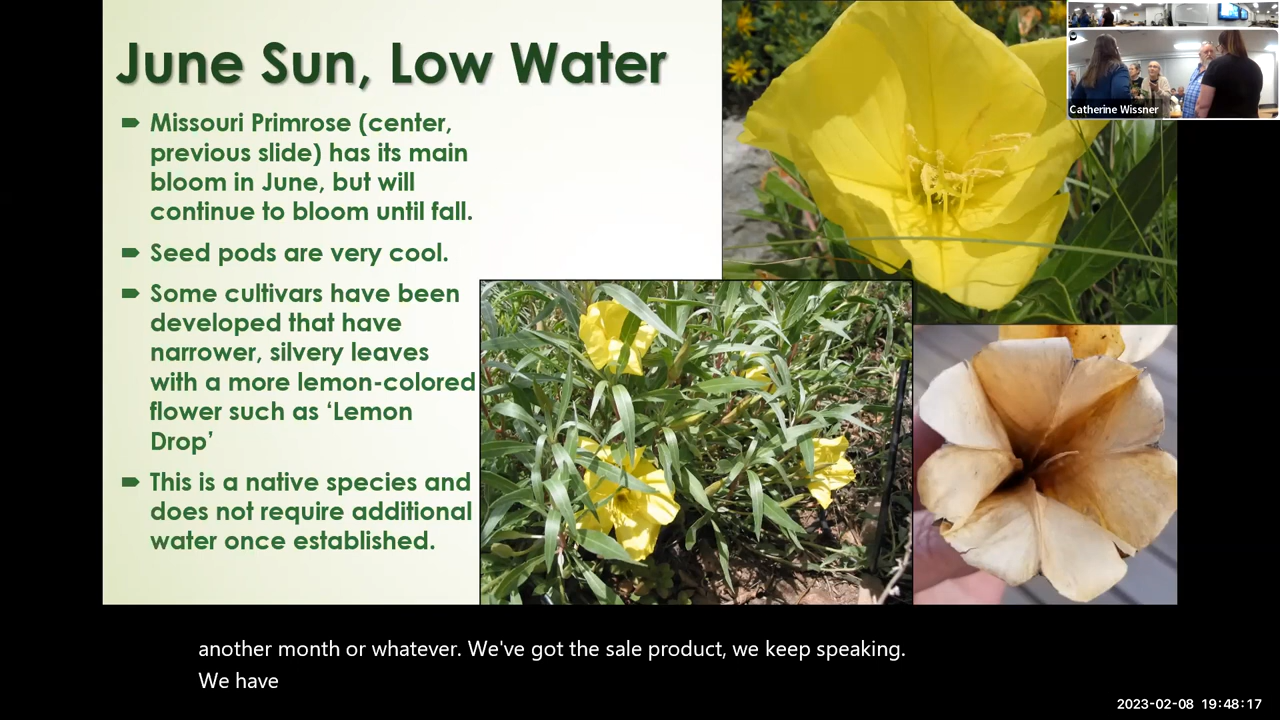 June Sun, Low Water
Missouri Primrose (center,
previous slide) has its main
bloom in June, but will
continue to bloom until fall.
Seed pods are very cool.
Some cultivars have been
developed that have
narrower, silvery leaves
with a more lemon-colored
flower such as ‘Lemon
Drop’
This is a native species and
does not require additional
water once established.
Catherine Wissner
another month or whatever. We've got the sale product, we keep speaking.
We have
2023-02-08 19:48:17